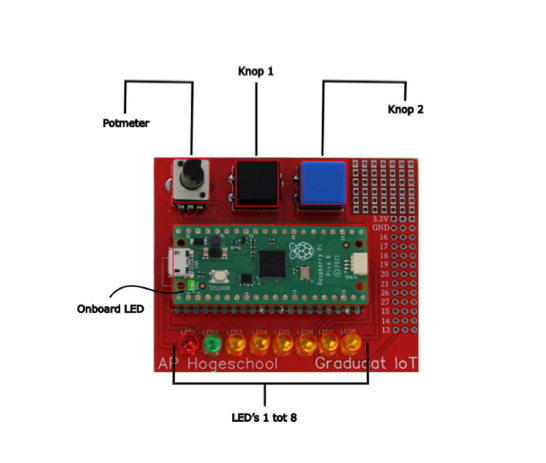 Knop 1
Potmeter
Knop 2
3.3V
GND
16
17
18
19
20
21
26
27
15
14
13
BOOTSEL
Raspberry Pi
Pico
©2021
Onboard LED
LED1 LED2 LED3 LED4 LED5 LED6 LED7 LED8
AP Hogeschool Graduaat IoT
LED's 1 tot 8